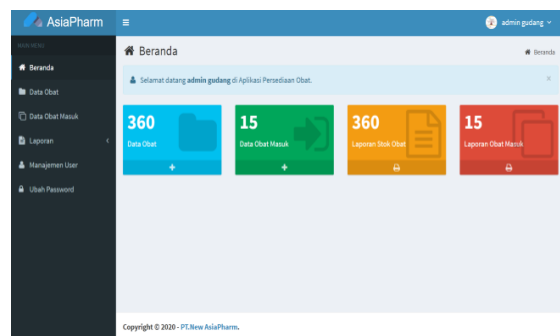 AsiaPharm
admin gudang
MAIN MENU
Beranda
Data Obat
Data Obat Masuk
Laporan
Manajemen User
Ubah Password
Beranda
Beranda
Selamat datang admin gudang di Aplikasi Persediaan Obat.
×
360
Data Obat
15
Data Obat Masuk
360
Laporan Stok Obat
15
Laporan Obat Masuk
Copyright © 2020 - PT.New AsiaPharm.